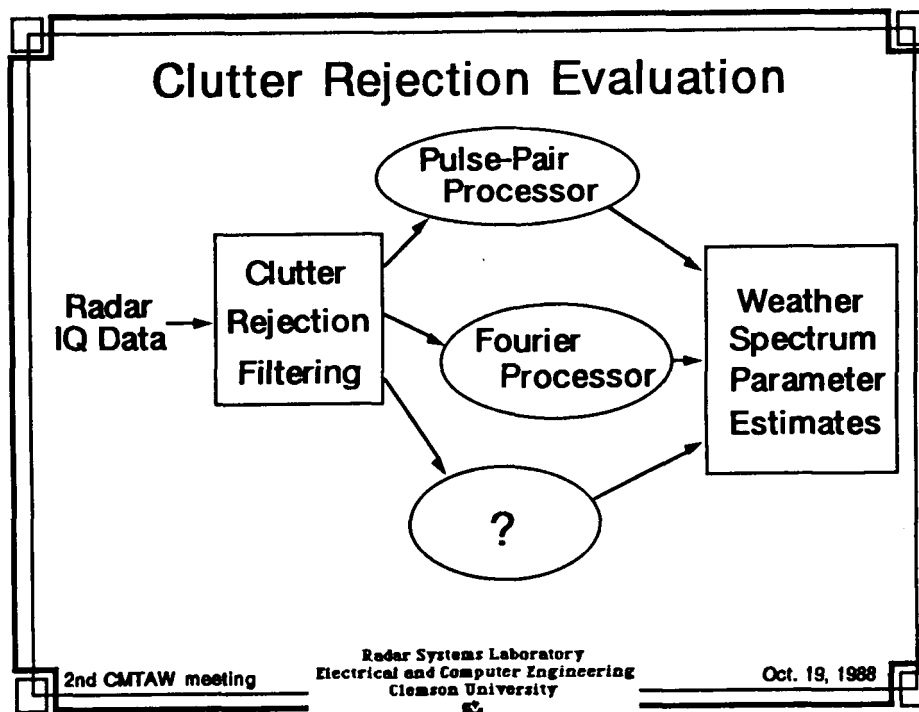 Clutter Rejection Evaluation
Pulse-Pair
Processor
Clutter
Rejection
Filtering
Radar
IQ Data
Fourier
Processor
?
Weather
Spectrum
Parameter
Estimates
2nd CMTAW meeting
Radar Systems Laboratory
Electrical and Computer Engineering
Clemson University
Oct. 19, 1988